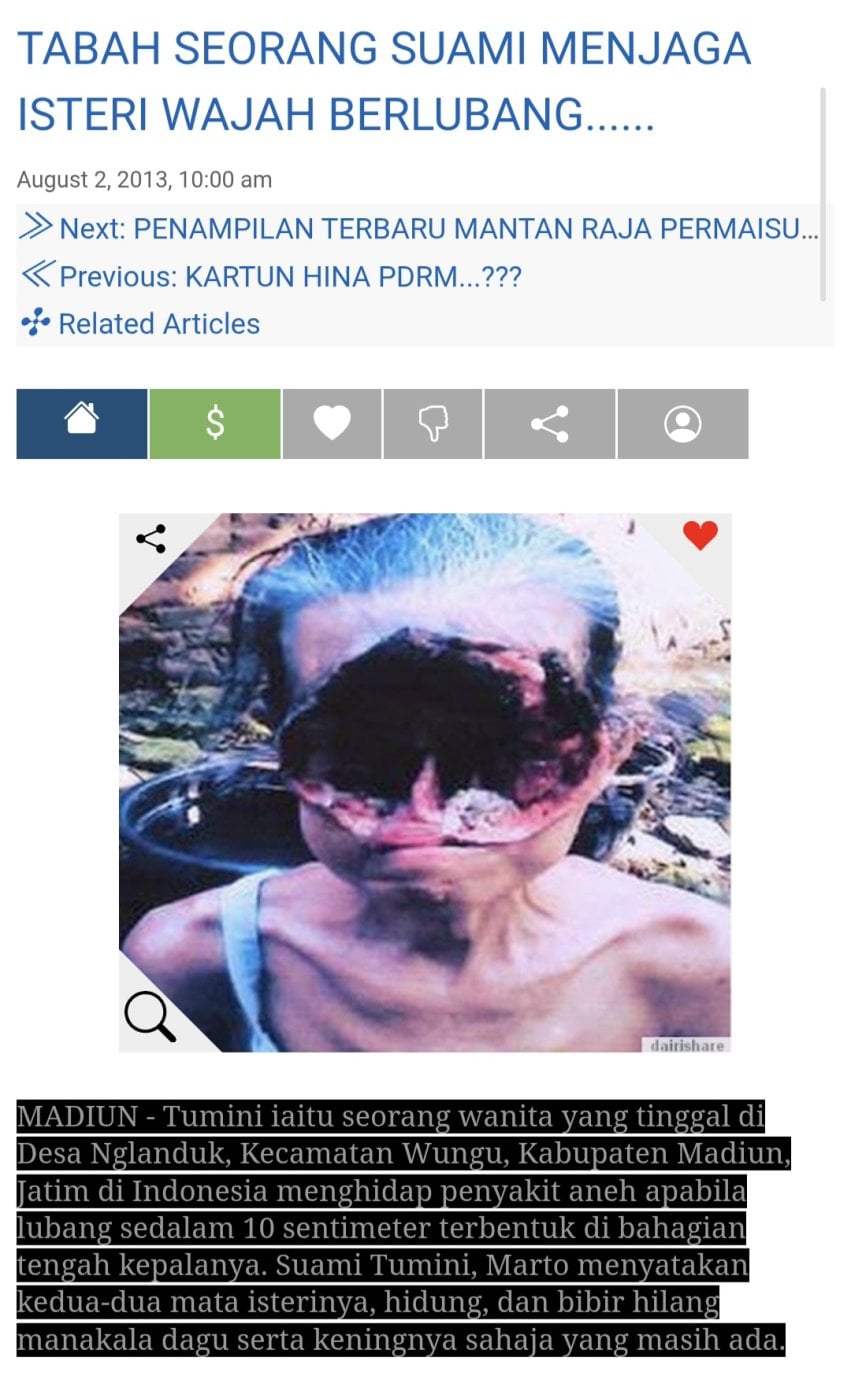 TABAH SEORANG SUAMI MENJAGA
ISTERI WAJAH BERLUBANG......
August 2, 2013, 10:00 am
Next: PENAMPILAN TERBARU MANTAN RAJA PERMAISU...
Previous: KARTUN HINA PDRM...???
Related Articles
$
dairishare
MADIUN - Tumini iaitu seorang wanita yang tinggal di
Desa Nglanduk, Kecamatan Wungu, Kabupaten Madiun,
Jatim di Indonesia menghidap penyakit aneh apabila
lubang sedalam 10 sentimeter terbentuk di bahagian
tengah kepalanya. Suami Tumini, Marto menyatakan
kedua-dua mata isterinya, hidung, dan bibir hilang
manakala dagu serta keningnya sahaja yang masih ada.